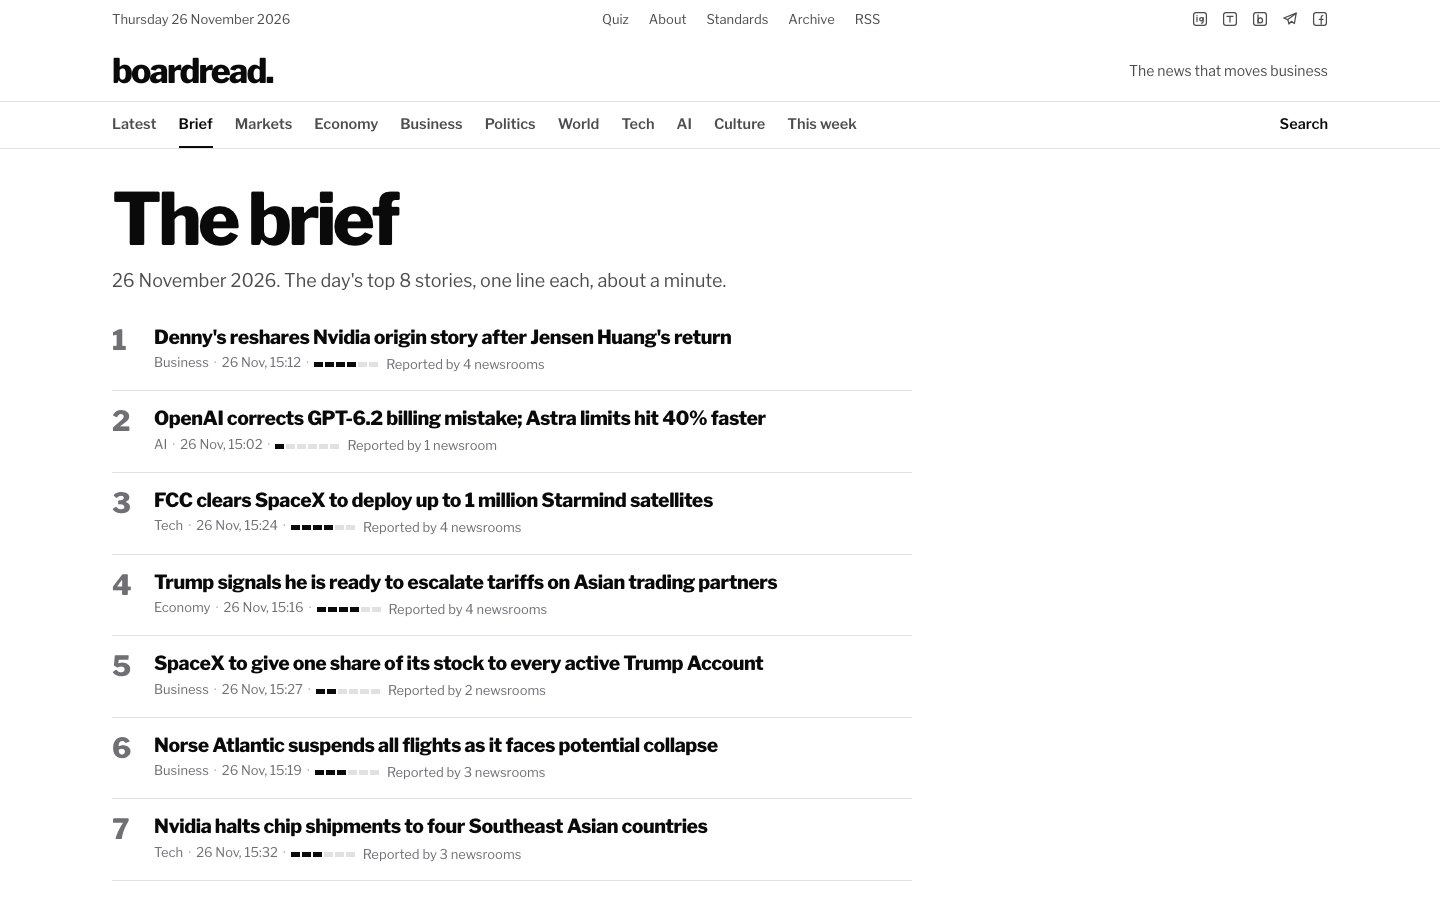 Thursday 26 November 2026
Quiz About Standards Archive RSS
boardread.
The news that moves business
Latest Brief Markets Economy Business Politics World Tech AI Culture This week Search
The brief
26 November 2026. The day's top 8 stories, one line each, about a minute.
1 Denny's reshares Nvidia origin story after Jensen Huang's return
Business · 26 Nov, 15:12 · Reported by 4 newsrooms
2 OpenAI corrects GPT-6.2 billing mistake; Astra limits hit 40% faster
AI · 26 Nov, 15:02 · Reported by 1 newsroom
3 FCC clears SpaceX to deploy up to 1 million Starmind satellites
Tech · 26 Nov, 15:24 · Reported by 4 newsrooms
4 Trump signals he is ready to escalate tariffs on Asian trading partners
Economy · 26 Nov, 15:16 · Reported by 4 newsrooms
5 SpaceX to give one share of its stock to every active Trump Account
Business · 26 Nov, 15:27 · Reported by 2 newsrooms
6 Norse Atlantic suspends all flights as it faces potential collapse
Business · 26 Nov, 15:19 · Reported by 3 newsrooms
7 Nvidia halts chip shipments to four Southeast Asian countries
Tech · 26 Nov, 15:32 · Reported by 3 newsrooms